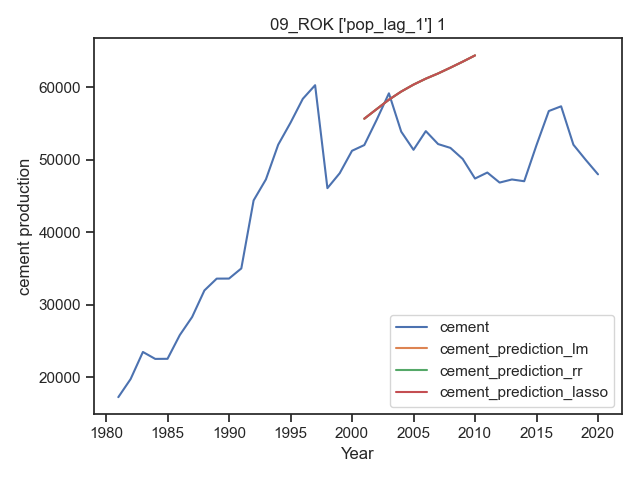 09_ROK ['pop_lag_1'] 1
cement production
60000
50000
40000
30000
20000
1980
1985
1990
1995
2000
2005
2010
2015
2020
Year
cement
cement_prediction_lm
cement_prediction_rr
cement_prediction_lasso